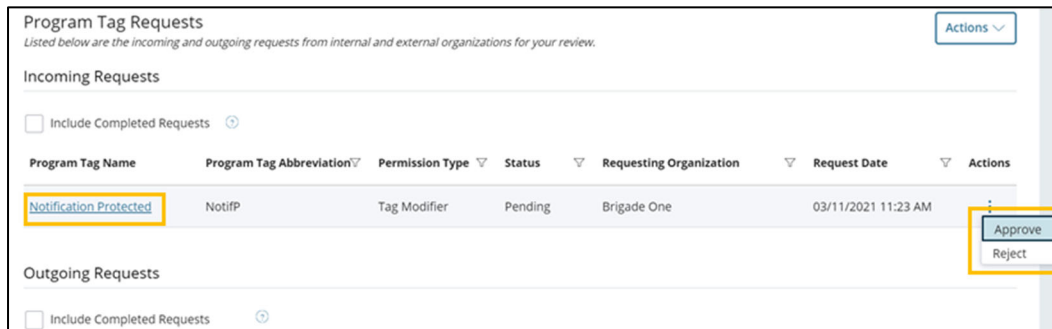 Program Tag Requests
Actions
Listed below are the incoming and outgoing requests from internal and external organizations for your review.
Incoming Requests
Include Completed Requests ?
Program Tag Name Program Tag Abbreviation Permission Type Status Requesting Organization Request Date Actions
Notification Protected NotifP Tag Modifier Pending Brigade One 03/11/2021 11:23 AM
Approve
Reject
Outgoing Requests
Include Completed Requests ?